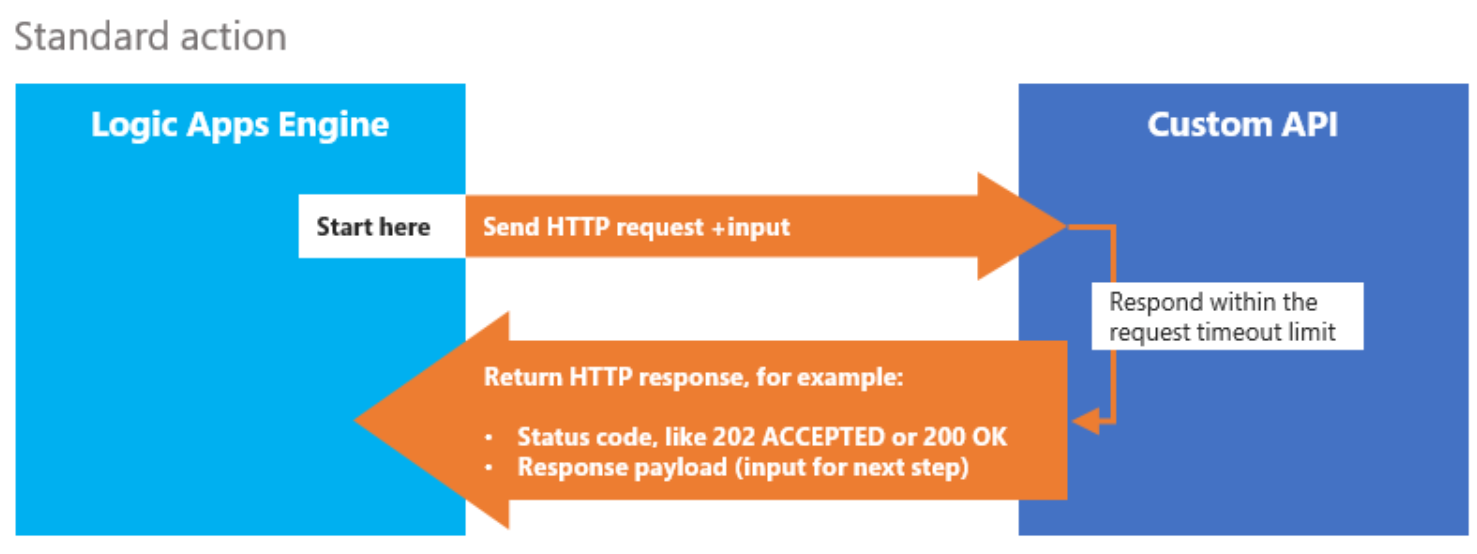 Standard action
Logic Apps Engine
Custom API
Start here
Send HTTP request +input
Respond within the
request timeout limit
Return HTTP response, for example:
• Status code, like 202 ACCEPTED or 200 OK
• Response payload (input for next step)